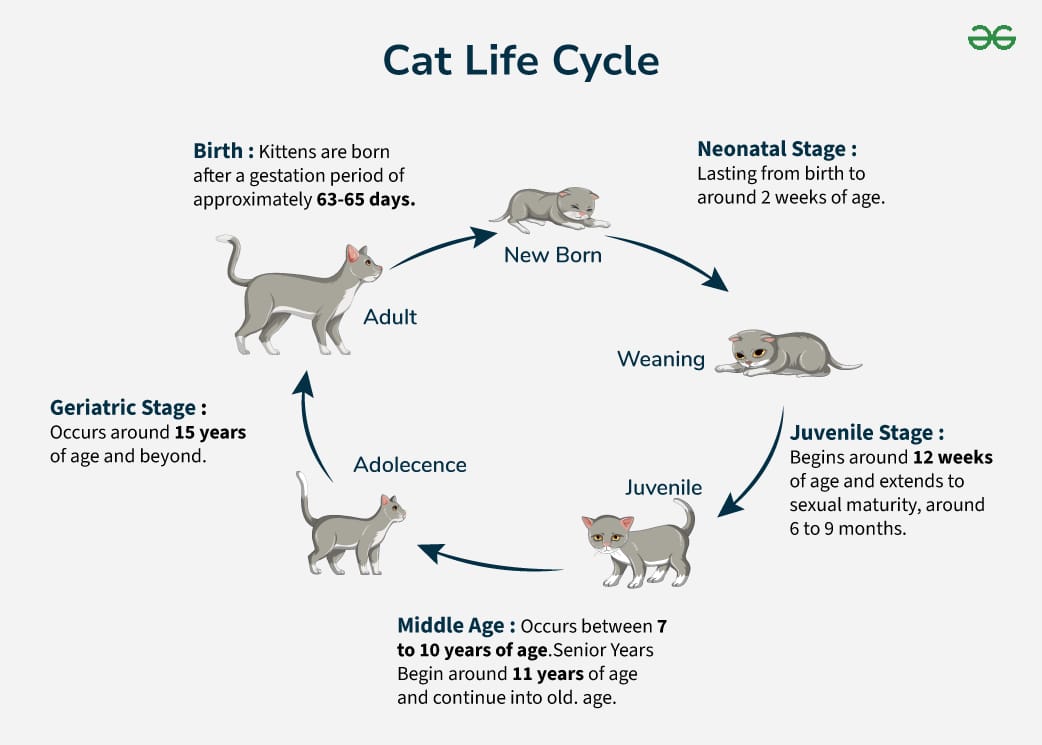 Cat Life Cycle
Birth : Kittens are born
after a gestation period of
approximately 63-65 days.
Neonatal Stage :
Lasting from birth to
around 2 weeks of age.
New Born
Adult
Weaning
Geriatric Stage :
Occurs around 15 years
of age and beyond.
Juvenile Stage :
Begins around 12 weeks
of age and extends to
sexual maturity, around
6 to 9 months.
Adolecence
Juvenile
Middle Age : Occurs between 7
to 10 years of age.Senior Years
Begin around 11 years of age
and continue into old. age.